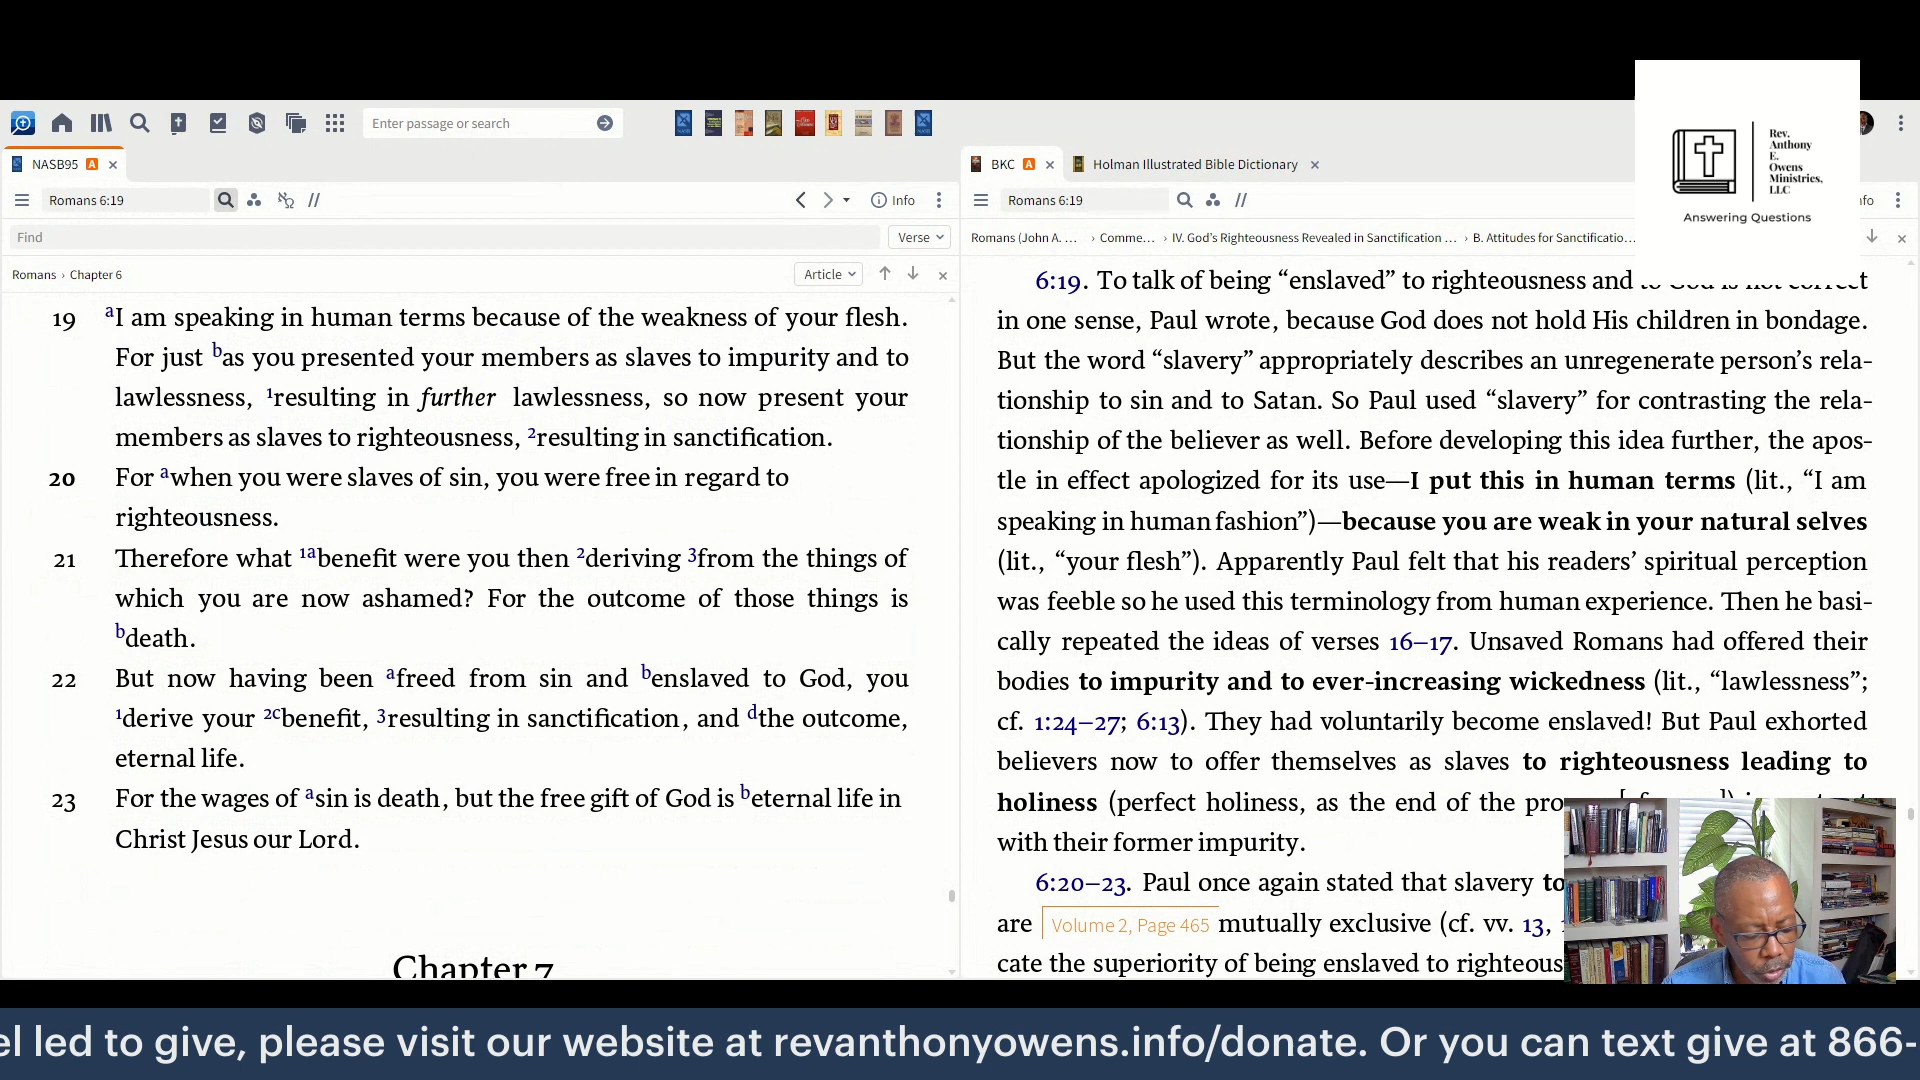 Enter passage or search
NASB95 A
BKC A
Holman Illustrated Bible Dictionary
Rev.
Anthony
E.
Owens
Ministries,
LLC
Answering Questions
Romans 6:19
Info
Romans 6:19
Find
Verse
Romans (John A. … › Comme… › IV. God’s Righteousness Revealed in Sanctification … › B. Attitudes for Sanctificatio…
Romans › Chapter 6
Article
19 aI am speaking in human terms because of the weakness of your flesh.
For just bas you presented your members as slaves to impurity and to
lawlessness, 1resulting in further lawlessness, so now present your
members as slaves to righteousness, 2resulting in sanctification.
20 For awhen you were slaves of sin, you were free in regard to
righteousness.
21 Therefore what 1abenefit were you then 2deriving 3from the things of
which you are now ashamed? For the outcome of those things is
bdeath.
22 But now having been afreed from sin and benslaved to God, you
1derive your 2cbenefit, 3resulting in sanctification, and dthe outcome,
eternal life.
23 For the wages of asin is death, but the free gift of God is beternal life in
Christ Jesus our Lord.
Chapter 7
6:19. To talk of being “enslaved” to righteousness and to God is not correct
in one sense, Paul wrote, because God does not hold His children in bondage.
But the word “slavery” appropriately describes an unregenerate person’s rela-
tionship to sin and to Satan. So Paul used “slavery” for contrasting the rela-
tionship of the believer as well. Before developing this idea further, the apos-
tle in effect apologized for its use—I put this in human terms (lit., “I am
speaking in human fashion”)—because you are weak in your natural selves
(lit., “your flesh”). Apparently Paul felt that his readers’ spiritual perception
was feeble so he used this terminology from human experience. Then he basi-
cally repeated the ideas of verses 16–17. Unsaved Romans had offered their
bodies to impurity and to ever-increasing wickedness (lit., “lawlessness”;
cf. 1:24–27; 6:13). They had voluntarily become enslaved! But Paul exhorted
believers now to offer themselves as slaves to righteousness leading to
holiness (perfect holiness, as the end of the
with their former impurity.
6:20–23. Paul once again stated that slavery to
are Volume 2, Page 465 mutually exclusive (cf. vv. 13,
cate the superiority of being enslaved to
el led to give, please visit our website at revanthonyowens.info/donate. Or you can text give at 866-